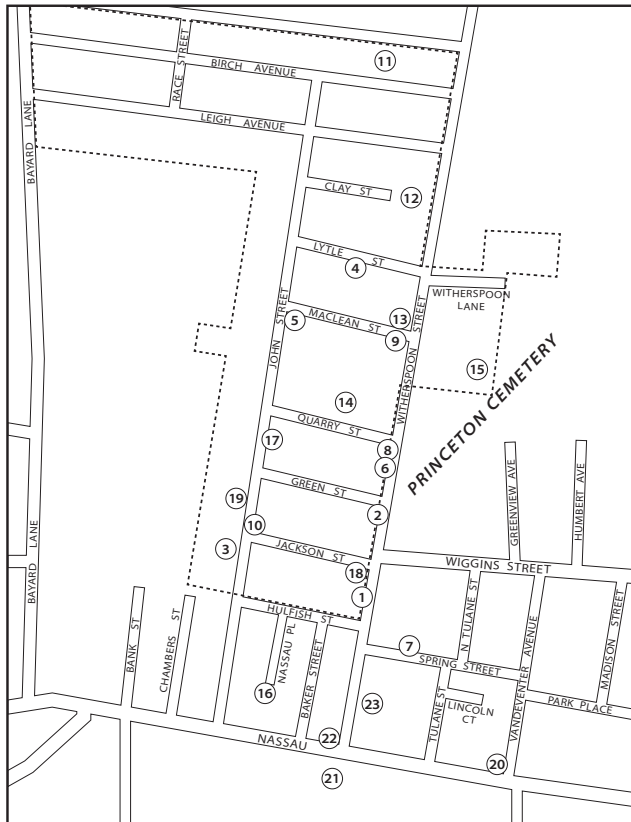 11
BIRCH AVENUE
RACE STREET
BAYARD LANE
LEIGH AVENUE
CLAY ST
12
LYTLE ST
4
WITHERSPOON
LANE
JOHN STREET
5
MACLEAN ST
13
9
WITHERSPOON STREET
15
PRINCETON CEMETERY
14
QUARRY ST
17
8
6
GREEN ST
19
2
10
3
JACKSON ST
18
1
GREENVIEW AVE
HUMBERT AVE
WIGGINS STREET
BAYARD LANE
BANK ST
CHAMBERS ST
HULFISH ST
NASSAU PL
BAKER STREET
16
7
N TULANE ST
SPRING STREET
VANDEVENTER AVENUE
MADISON STREET
PARK PLACE
LINCOLN
CT
TULANE ST
23
22
NASSAU
20
21